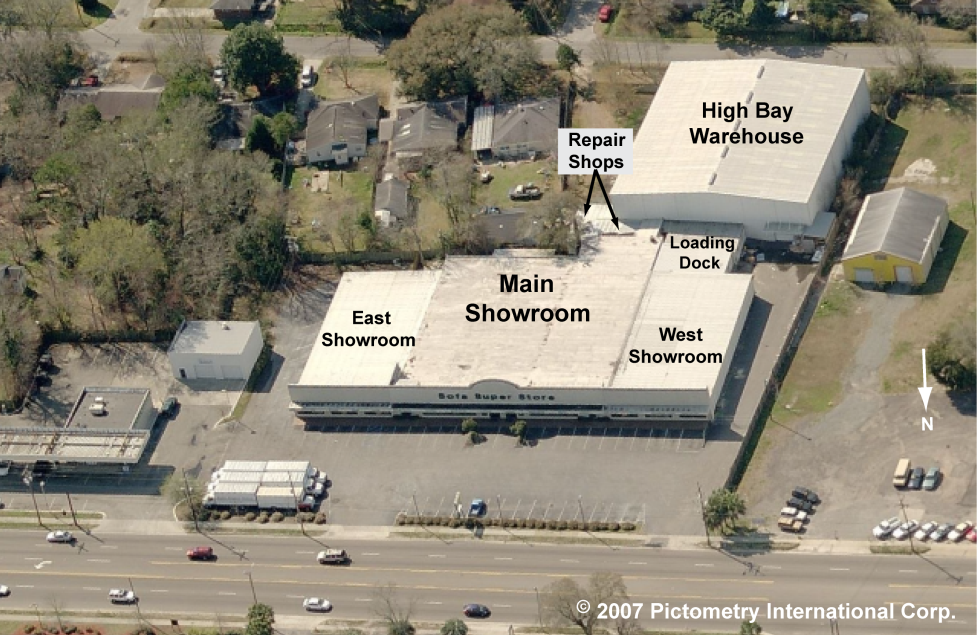 High Bay
Warehouse
Repair
Shops
Loading
Dock
Main
Showroom
East
Showroom
West
Showroom
Sofa Super Store
N
© 2007 Pictometry International Corp.